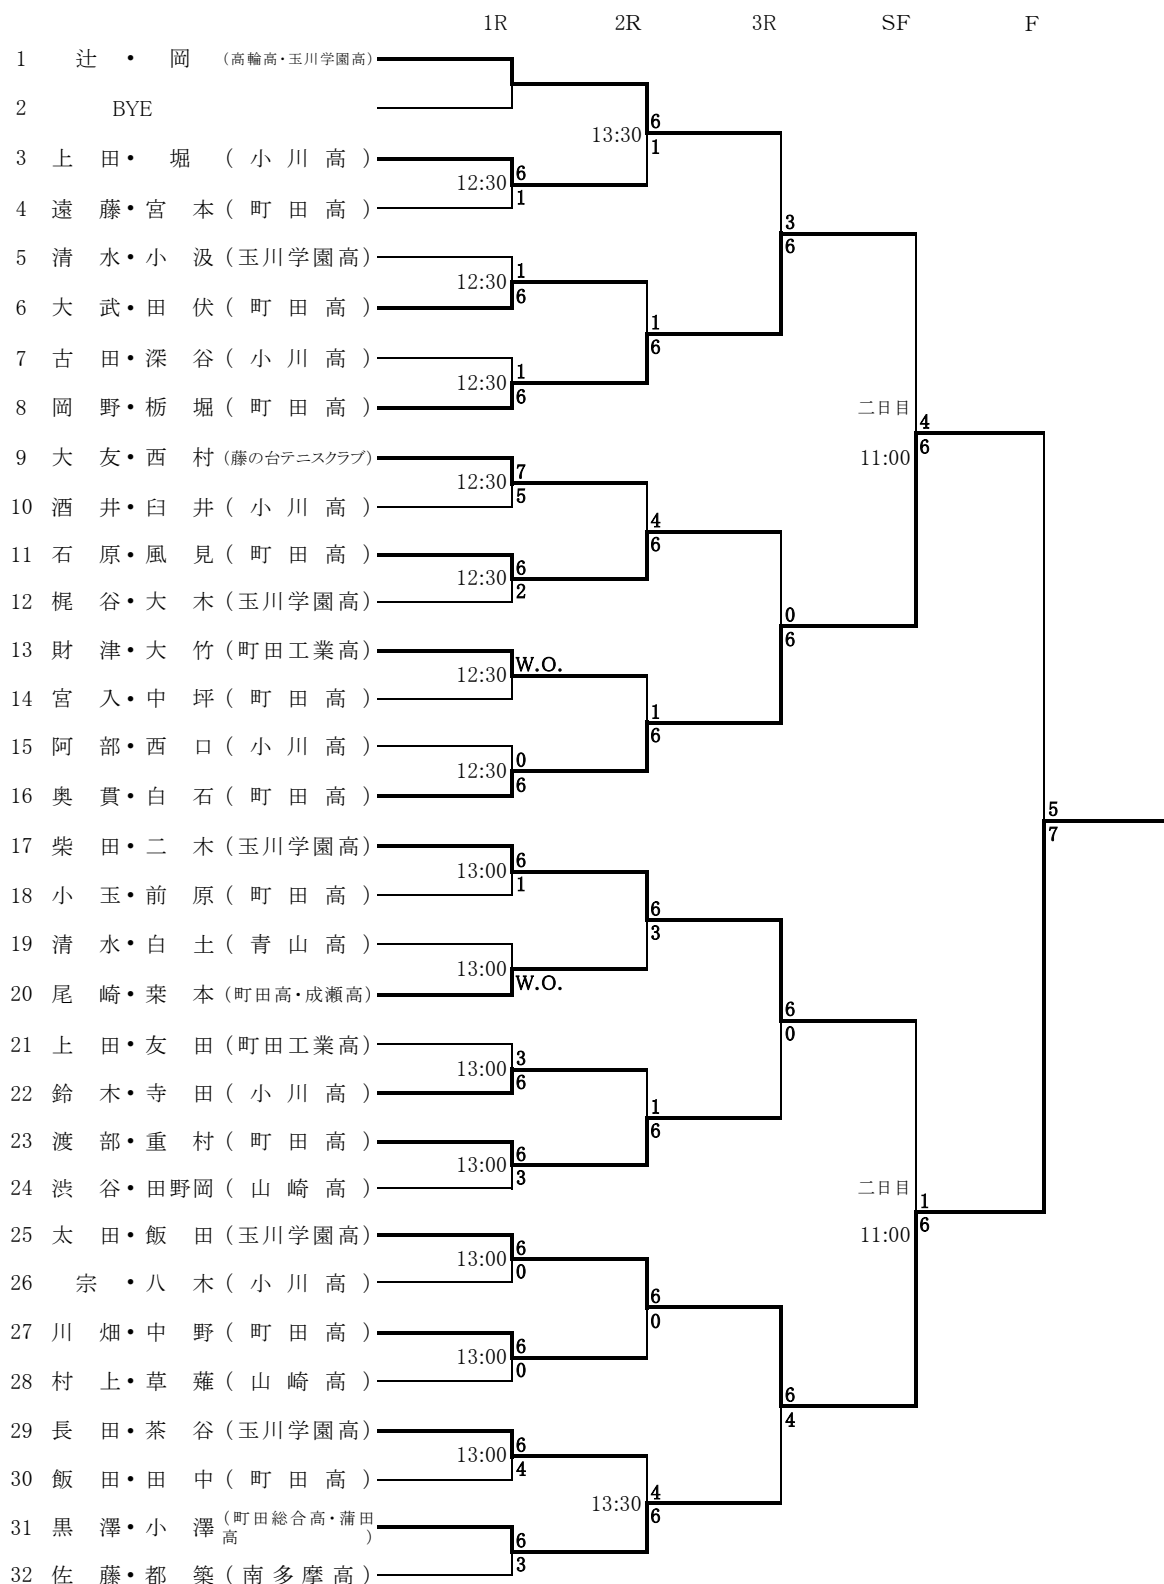 1R 2R 3R SF F
1 辻 ・ 岡 (高輪高・玉川学園高)
2 BYE
6
13:30
1
3 上 田・ 堀 ( 小 川 高 )
6
12:30
1
4 遠 藤・宮 本 ( 町 田 高 )
3
6
5 清 水・小 汲 (玉川学園高)
1
12:30
6
6 大 武・田 伏 ( 町 田 高 )
1
6
7 古 田・深 谷 ( 小 川 高 )
1
12:30
6
8 岡 野・栃 堀 ( 町 田 高 )
二日目
4
11:00
6
9 大 友・西 村 (藤の台テニスクラブ)
7
12:30
5
10 酒 井・臼 井 ( 小 川 高 )
4
6
11 石 原・風 見 ( 町 田 高 )
6
12:30
2
12 梶 谷・大 木 (玉川学園高)
0
6
13 財 津・大 竹 (町田工業高)
W.O.
12:30
14 宮 入・中 坪 ( 町 田 高 )
1
6
15 阿 部・西 口 ( 小 川 高 )
0
12:30
6
16 奥 貫・白 石 ( 町 田 高 )
5
7
17 柴 田・二 木 (玉川学園高)
6
13:00
1
18 小 玉・前 原 ( 町 田 高 )
6
3
19 清 水・白 土 ( 青 山 高 )
13:00
W.O.
20 尾 崎・桒 本 (町田高・成瀬高)
6
0
21 上 田・友 田 (町田工業高)
3
13:00
6
22 鈴 木・寺 田 ( 小 川 高 )
1
6
23 渡 部・重 村 ( 町 田 高 )
6
13:00
3
24 渋 谷・田野岡 ( 山 崎 高 )
二日目
1
11:00
6
25 太 田・飯 田 (玉川学園高)
6
13:00
0
26 宗 ・八 木 ( 小 川 高 )
6
0
27 川 畑・中 野 ( 町 田 高 )
6
13:00
0
28 村 上・草 薙 ( 山 崎 高 )
6
4
29 長 田・茶 谷 (玉川学園高)
6
13:00
4
30 飯 田・田 中 ( 町 田 高 )
4
13:30
6
31 黒 澤・小 澤 (町田総合高・蒲田
高 )
6
3
32 佐 藤・都 築 ( 南 多 摩 高 )